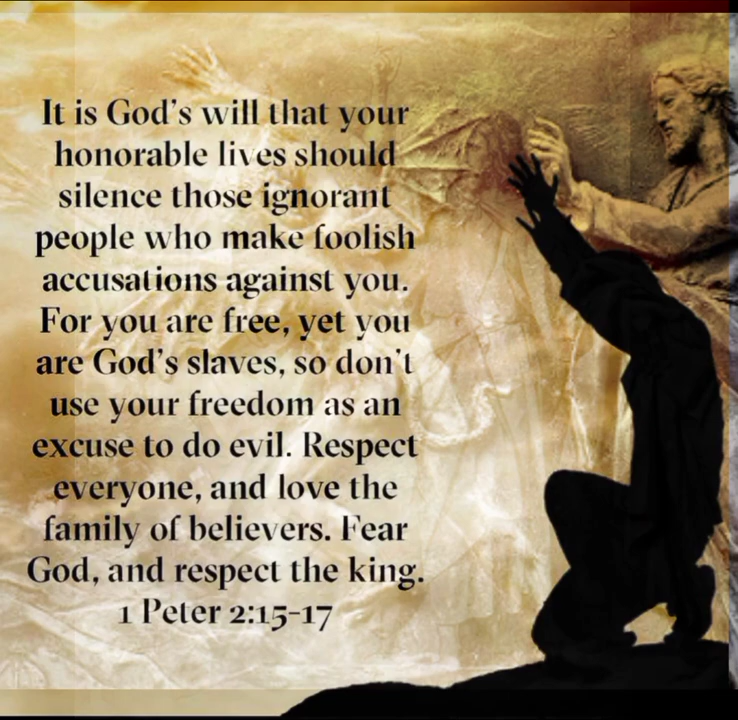 It is God's will that your
honorable lives should
silence those ignorant
people who make foolish
accusations against you.
For you are free, yet you
are God's slaves, so don't
use your freedom as an
excuse to do evil. Respect
everyone, and love the
family of believers. Fear
God, and respect the king.
1 Peter 2:15-17